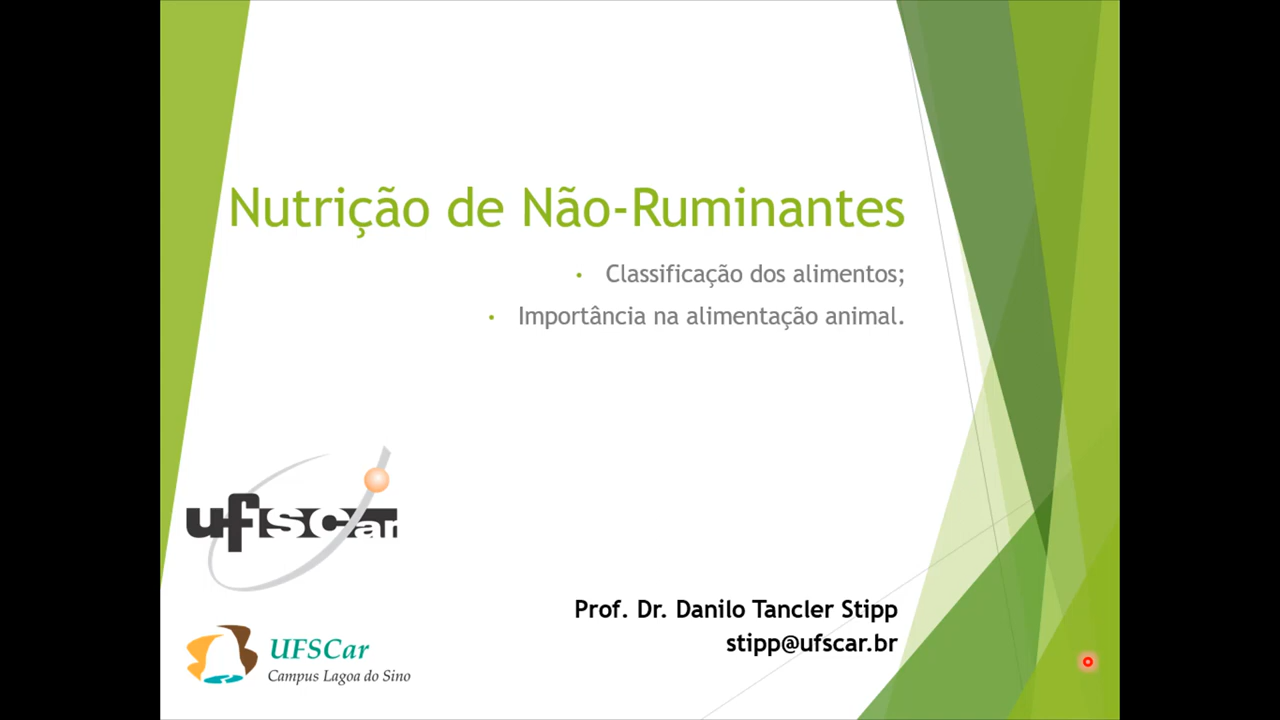 Nutrição de Não-Ruminantes
• Classificação dos alimentos;
• Importância na alimentação animal.
ufscar
Prof. Dr. Danilo Tancler Stipp
stipp@ufscar.br
UFSCar
Campus Lagoa do Sino